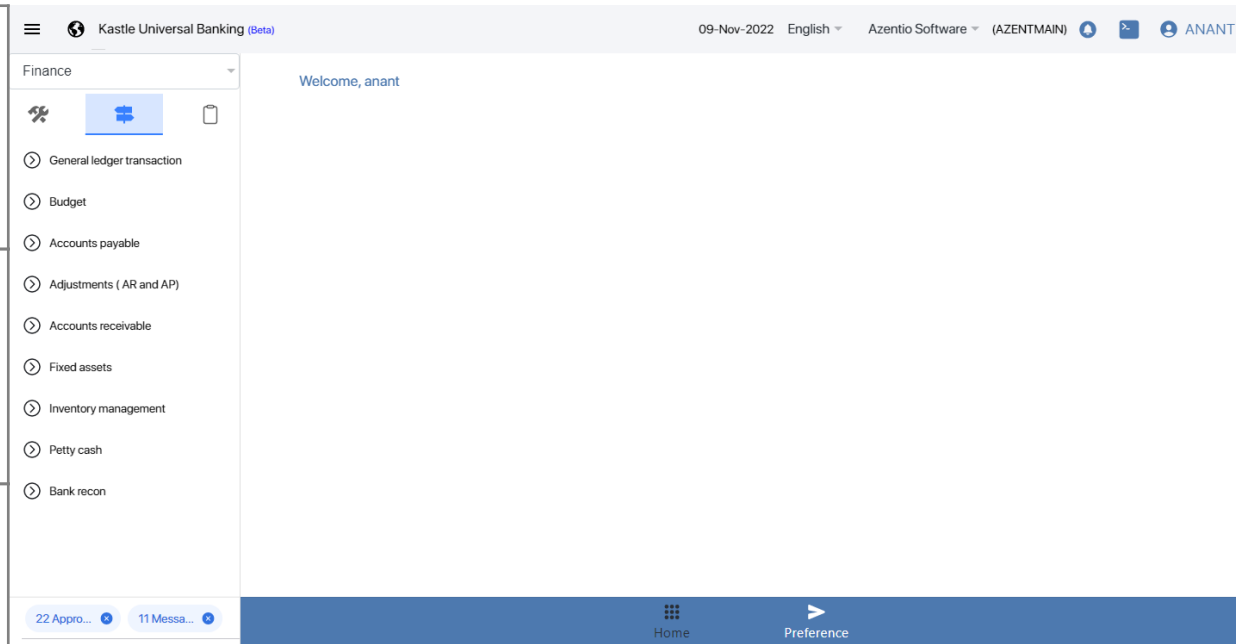 Kastle Universal Banking (Beta) 09-Nov-2022 English Azentio Software (AZENTMAIN) ANANT
Finance
Welcome, anant
General ledger transaction
Budget
Accounts payable
Adjustments ( AR and AP)
Accounts receivable
Fixed assets
Inventory management
Petty cash
Bank recon
22 Appro... 11 Messa...
Home Preference